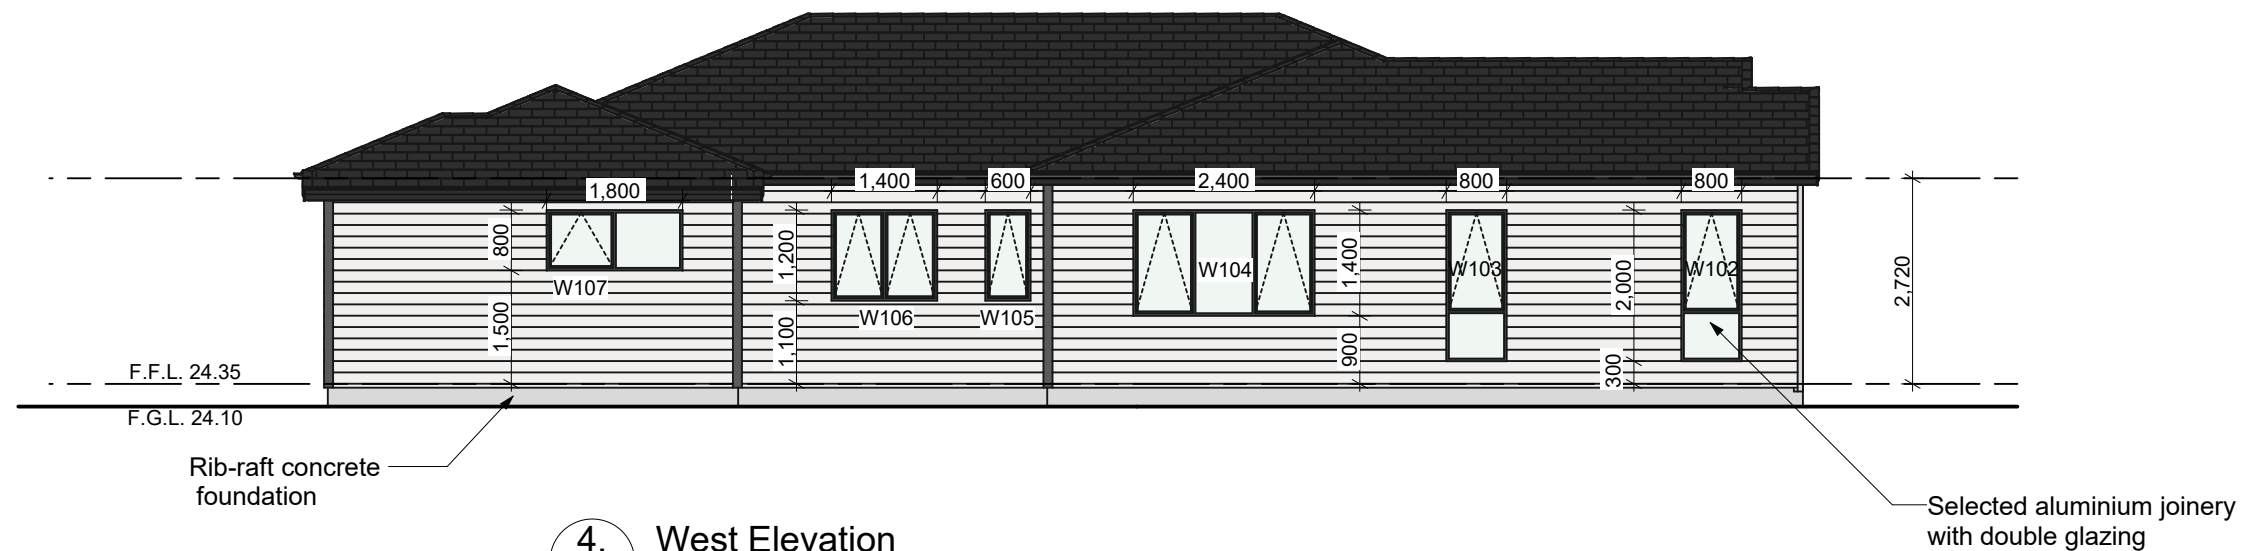 1,800
1,400
600
2,400
800
800
800
1,500
W107
1,200
1,100
W106
W105
W104
1,400
900
W103
2,000
300
W102
2,720
F.F.L. 24.35
F.G.L. 24.10
Rib-raft concrete
foundation
Selected aluminium joinery
with double glazing
4.
West Elevation